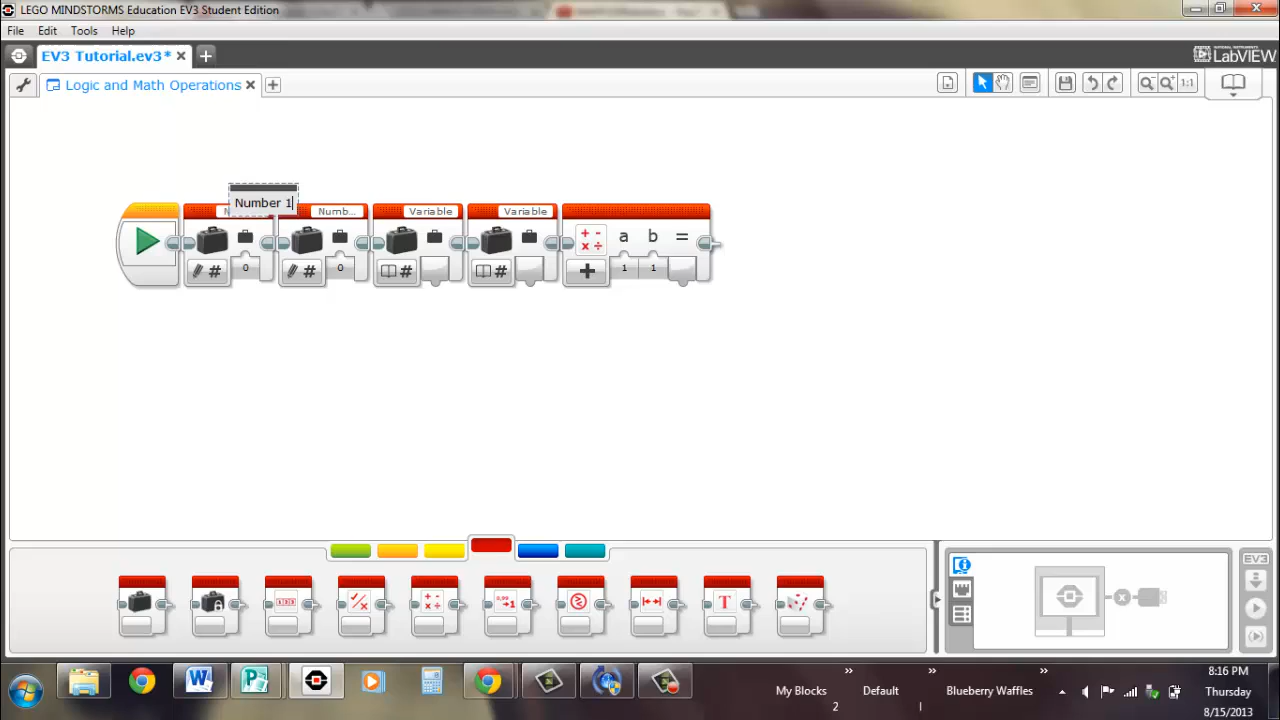 LEGO MINDSTORMS Education EV3 Student Edition
File Edit Tools Help
EV3 Tutorial.ev3*
LabVIEW
Logic and Math Operations
1:1
Number 1
Numb... Variable Variable
a b =
# # # #
0 0 1 1
EV3
T
8:16 PM
My Blocks Default Blueberry Waffles
Thursday
2
8/15/2013